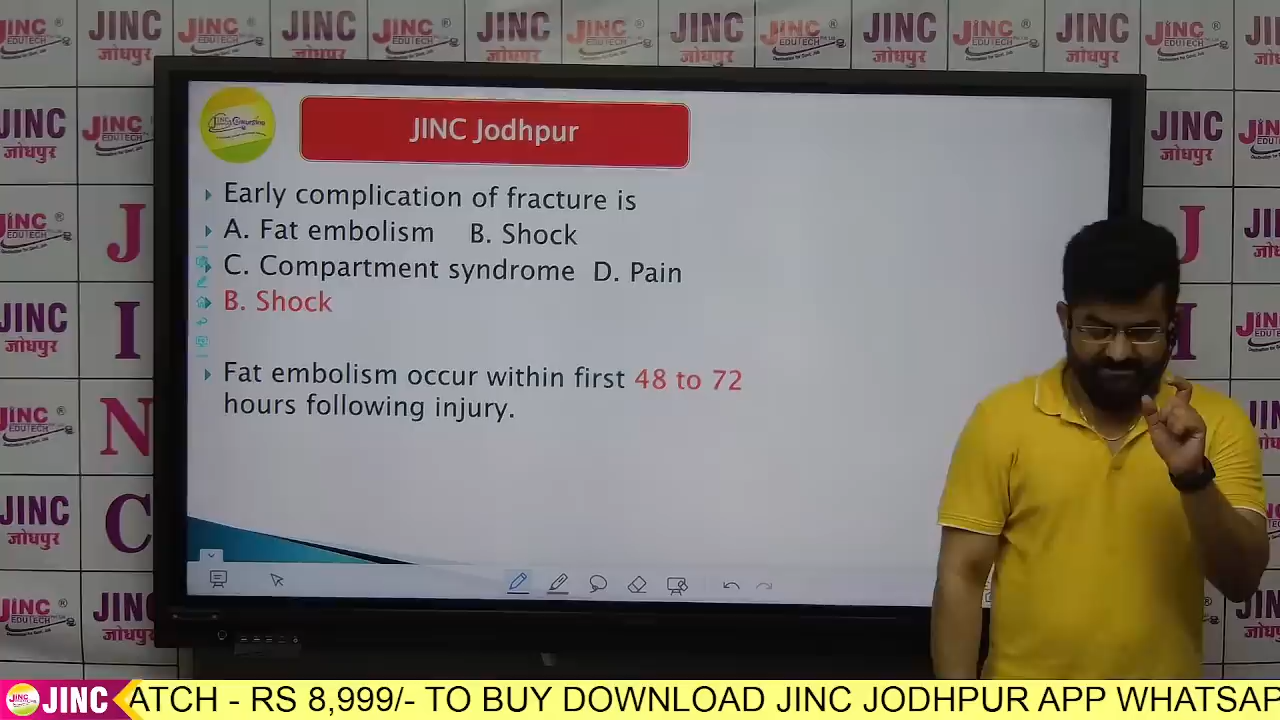 JINC Jodhpur
Early complication of fracture is
A. Fat embolism B. Shock
C. Compartment syndrome D. Pain
B. Shock
Fat embolism occur within first 48 to 72
hours following injury.
JINC
जोधपुर
JINC EDUTECH
J
I
N
C
JINC ATCH - RS 8,999/- TO BUY DOWNLOAD JINC JODHPUR APP WHATSAP